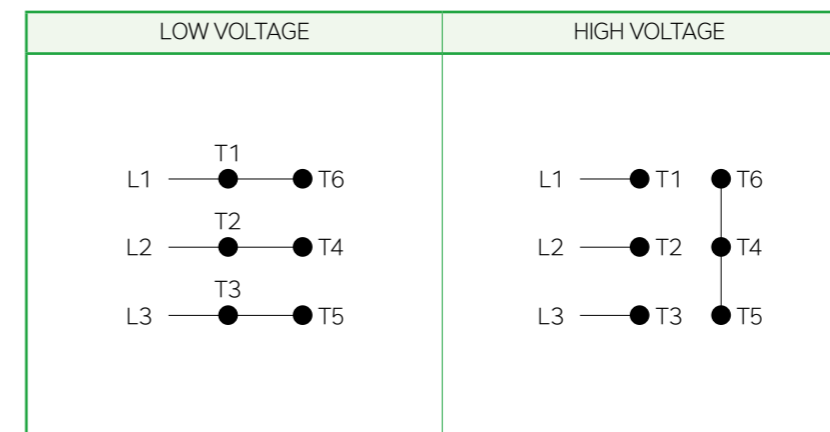 LOW VOLTAGE HIGH VOLTAGE
T1
L1 T6 L1 T1 T6
T2
L2 T4 L2 T2 T4
T3
L3 T5 L3 T3 T5